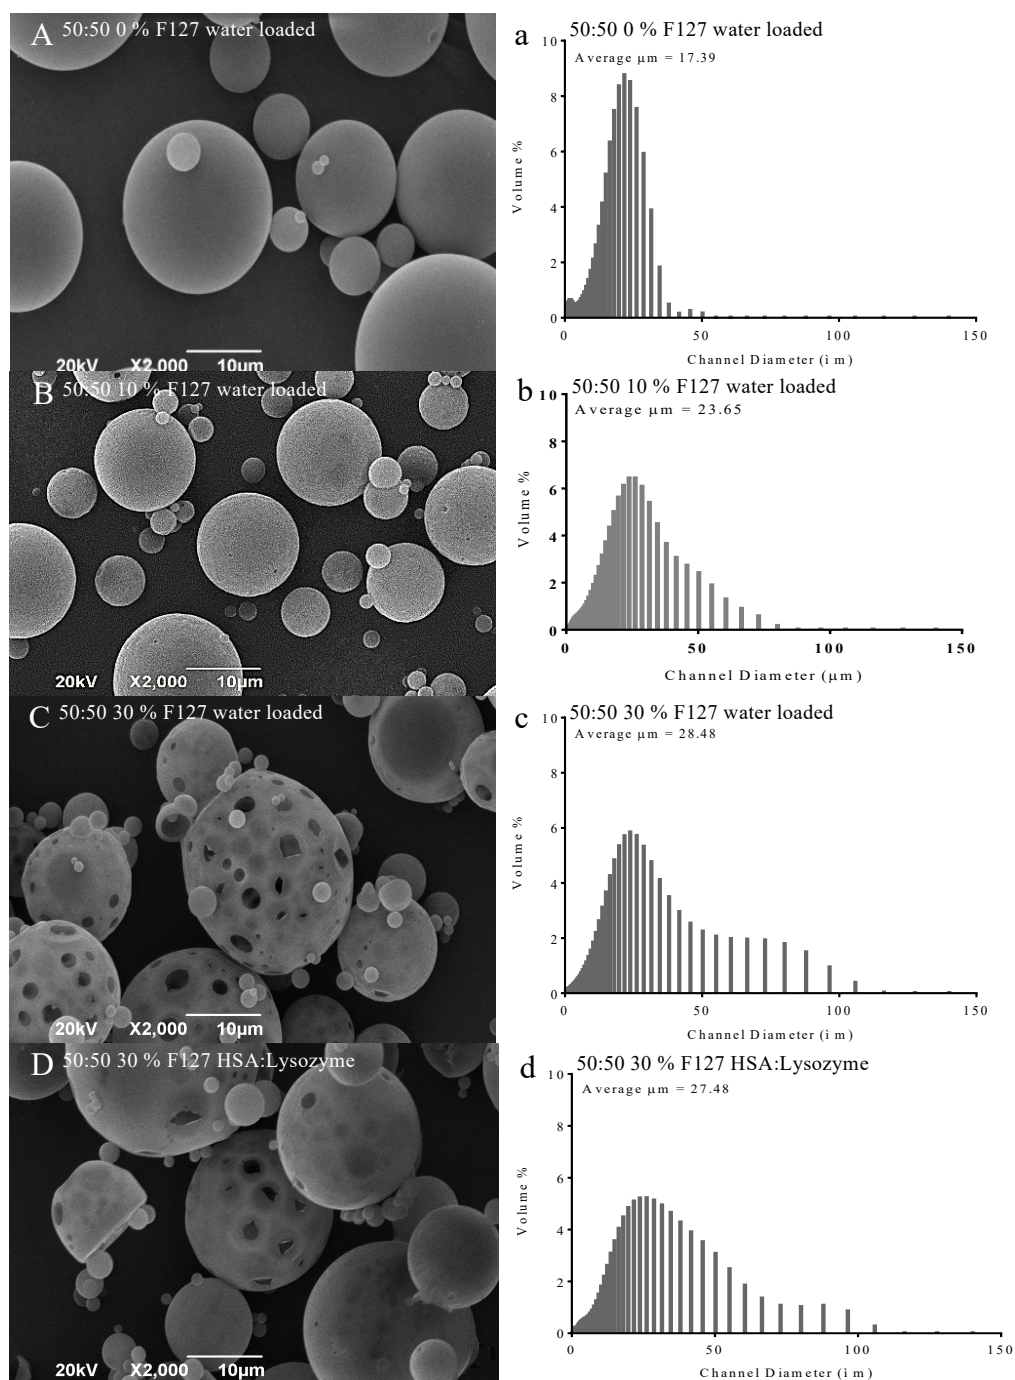 A 50:50 0 % F127 water loaded
20kV X2,000 10µm
a 50:50 0 % F127 water loaded
Average µm = 17.39
Volume %
10
8
6
4
2
0
0 50 100 150
Channel Diameter (ì m)
B 50:50 10 % F127 water loaded
20kV X2,000 10µm
b 50:50 10 % F127 water loaded
Average µm = 23.65
Volume %
10
8
6
4
2
0
0 50 100 150
Channel Diameter (µm)
C 50:50 30 % F127 water loaded
20kV X2,000 10µm
c 50:50 30 % F127 water loaded
Average µm = 28.48
Volume %
10
8
6
4
2
0
0 50 100 150
Channel Diameter (ì m)
D 50:50 30 % F127 HSA:Lysozyme
20kV X2,000 10µm
d 50:50 30 % F127 HSA:Lysozyme
Average µm = 27.48
Volume %
10
8
6
4
2
0
0 50 100 150
Channel Diameter (ì m)